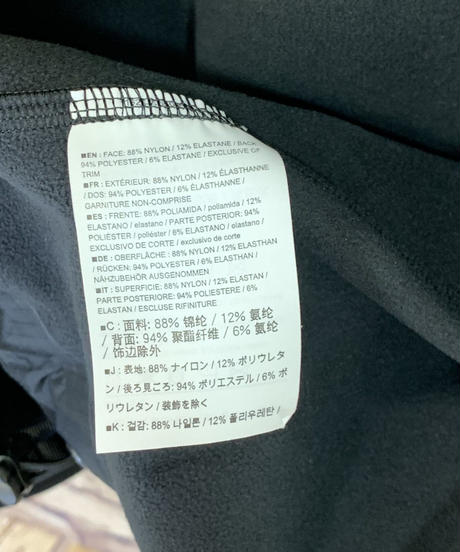 ■EN : FACE: 88% NYLON / 12% ELASTANE / BACK:
94% POLYESTER / 6% ELASTANE / EXCLUSIVE OF
TRIM
■FR : EXTÉRIEUR: 88% NYLON / 12% ÉLASTHANNE
/ DOS: 94% POLYESTER / 6% ÉLASTHANNE /
GARNITURE NON-COMPRISE
■ES : FRENTE: 88% POLIAMIDA / poliamida / 12%
ELASTANO / elastano / PARTE POSTERIOR: 94%
POLIÉSTER / poliéster / 6% ELASTANO / elastano /
EXCLUSIVO DE CORTE / exclusivo de corte
■DE : OBERFLÄCHE: 88% NYLON / 12% ELASTHAN
/ RÜCKEN: 94% POLYESTER / 6% ELASTHAN /
NÄHZUBEHÖR AUSGENOMMEN
■IT : SUPERFICIE: 88% NYLON / 12% ELASTAN /
PARTE POSTERIORE: 94% POLIESTERE / 6%
ELASTAN / ESCLUSE RIFINITURE
■C : 面料: 88% 锦纶 / 12% 氨纶
/ 背面: 94% 聚酯纤维 / 6% 氨纶
/ 饰边除外
■J : 表地: 88% ナイロン / 12% ポリウレタ
ン / 後ろ見ごろ: 94% ポリエステル / 6% ポ
リウレタン / 装飾を除く
■K : 겉감: 88% 나일론 / 12% 폴리우레탄 /